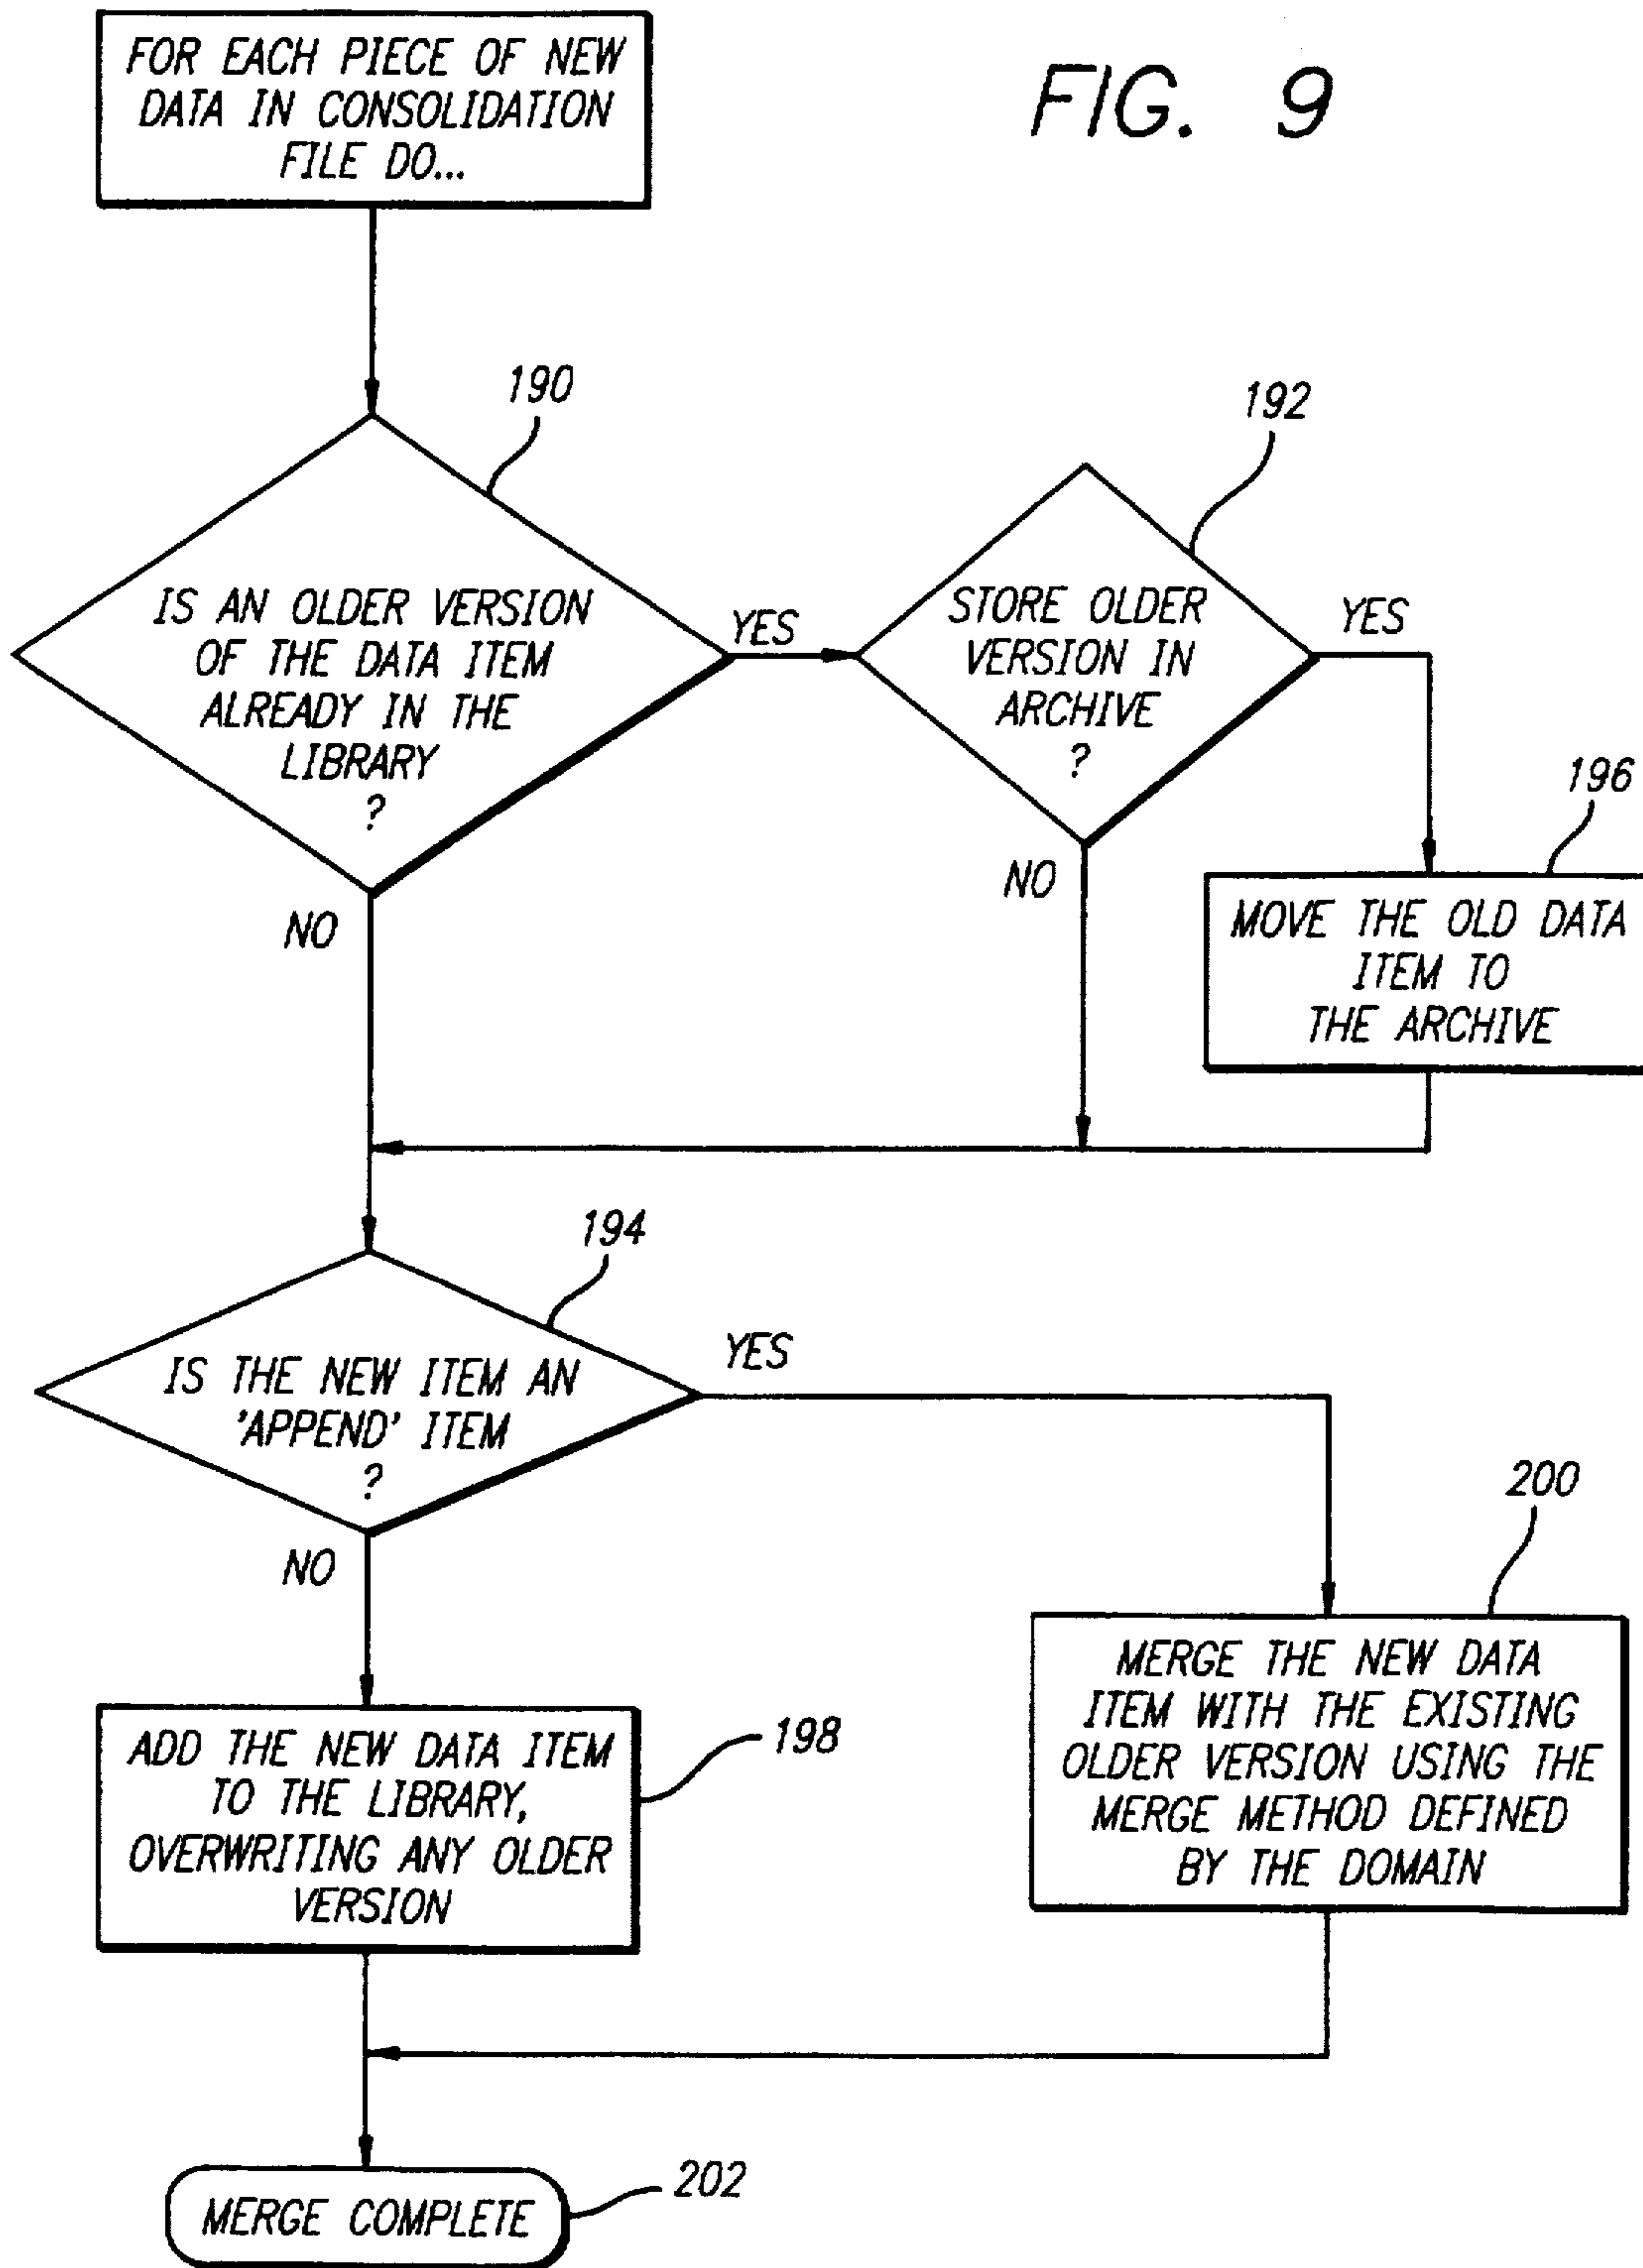 FOR EACH PIECE OF NEW
DATA IN CONSOLIDATION
FILE DO...
FIG. 9
190
192
IS AN OLDER VERSION
OF THE DATA ITEM
ALREADY IN THE
LIBRARY
?
YES
STORE OLDER
VERSION IN
ARCHIVE
?
YES
196
NO
NO
MOVE THE OLD DATA
ITEM TO
THE ARCHIVE
194
IS THE NEW ITEM AN
'APPEND' ITEM
?
YES
NO
200
MERGE THE NEW DATA
ITEM WITH THE EXISTING
OLDER VERSION USING THE
MERGE METHOD DEFINED
BY THE DOMAIN
ADD THE NEW DATA ITEM
TO THE LIBRARY,
OVERWRITING ANY OLDER
VERSION
198
MERGE COMPLETE
202